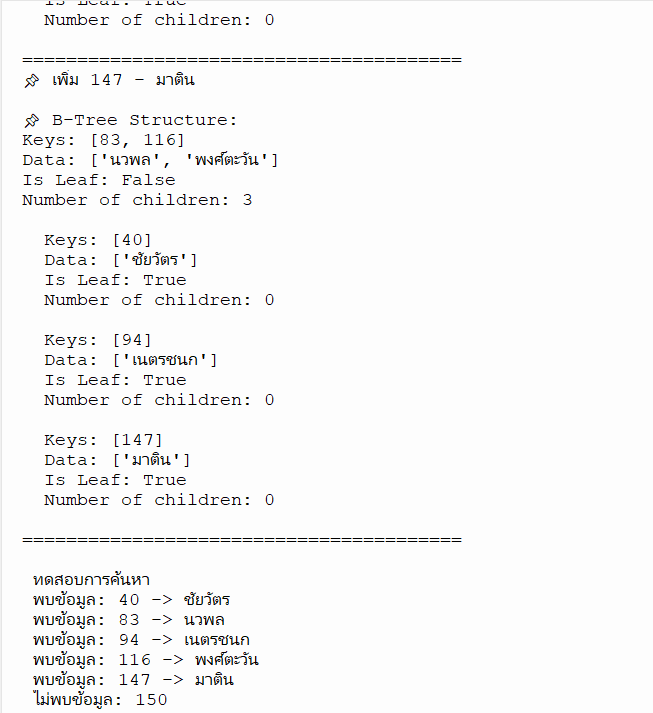 Is Leaf: True
Number of children: 0
========================================
📌 เพิ่ม 147 - มาติน
📌 B-Tree Structure:
Keys: [83, 116]
Data: ['นวพล', 'พงศ์ตะวัน']
Is Leaf: False
Number of children: 3
Keys: [40]
Data: ['ชัยวัตร']
Is Leaf: True
Number of children: 0
Keys: [94]
Data: ['เนตรชนก']
Is Leaf: True
Number of children: 0
Keys: [147]
Data: ['มาติน']
Is Leaf: True
Number of children: 0
========================================
ทดสอบการค้นหา
พบข้อมูล: 40 -> ชัยวัตร
พบข้อมูล: 83 -> นวพล
พบข้อมูล: 94 -> เนตรชนก
พบข้อมูล: 116 -> พงศ์ตะวัน
พบข้อมูล: 147 -> มาติน
ไม่พบข้อมูล: 150